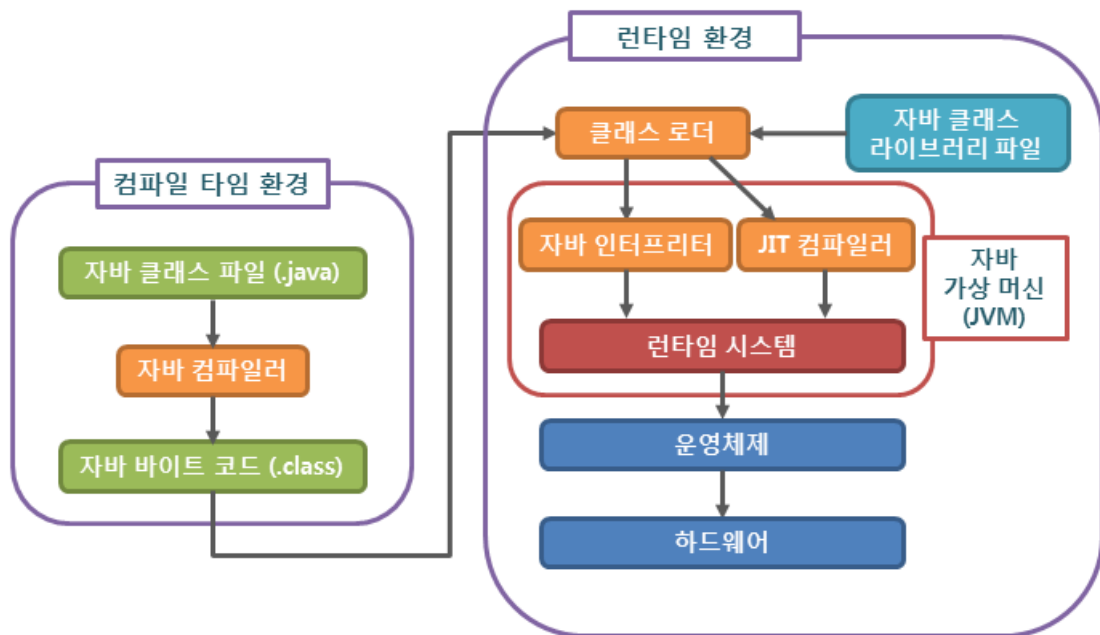 컴파일 타임 환경
자바 클래스 파일 (.java)
자바 컴파일러
자바 바이트 코드 (.class)
런타임 환경
클래스 로더
자바 클래스
라이브러리 파일
자바 인터프리터
JIT 컴파일러
자바
가상 머신
(JVM)
런타임 시스템
운영체제
하드웨어